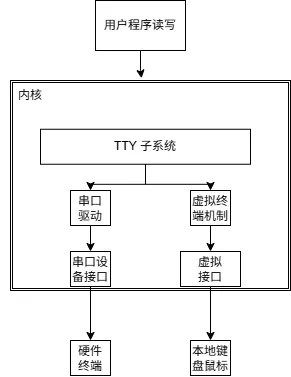 用户程序读写
内核
TTY 子系统
串口
驱动
虚拟终
端机制
串口设
备接口
虚拟
接口
硬件
终端
本地键
盘鼠标